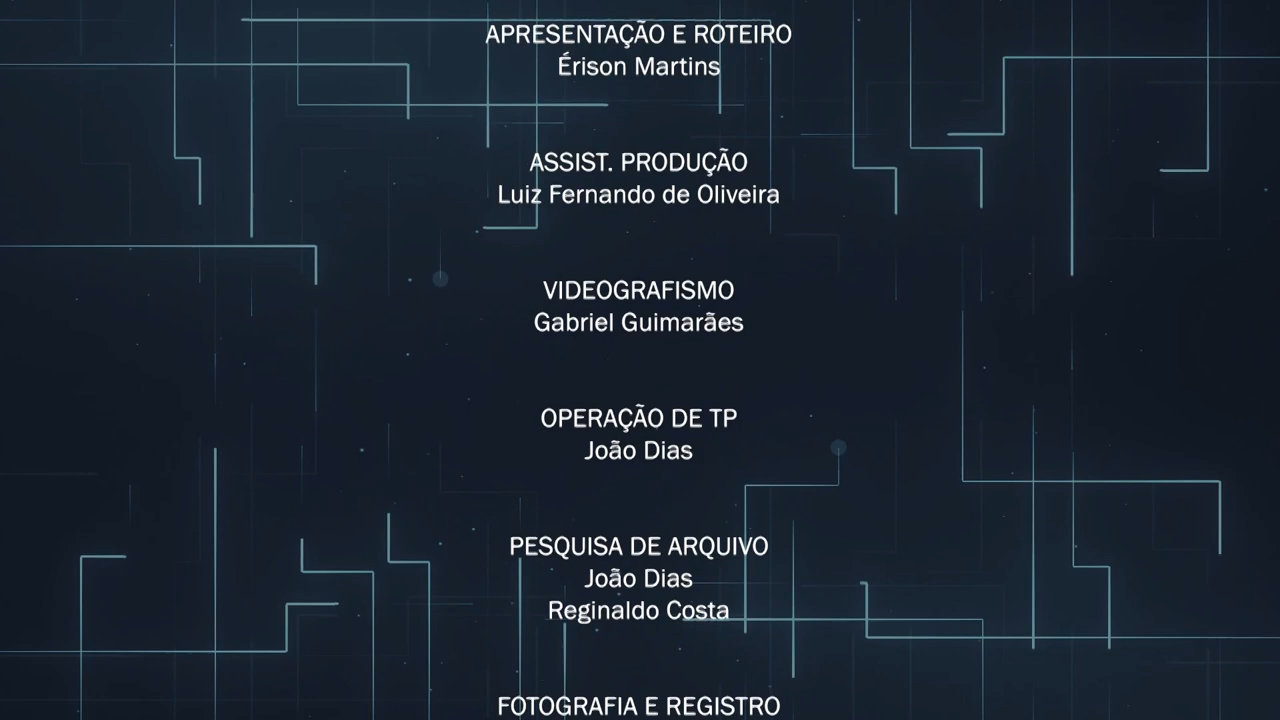 APRESENTAÇÃO E ROTEIRO
Érison Martins
ASSIST. PRODUÇÃO
Luiz Fernando de Oliveira
VIDEOGRAFISMO
Gabriel Guimarães
OPERAÇÃO DE TP
João Dias
PESQUISA DE ARQUIVO
João Dias
Reginaldo Costa
FOTOGRAFIA E REGISTRO